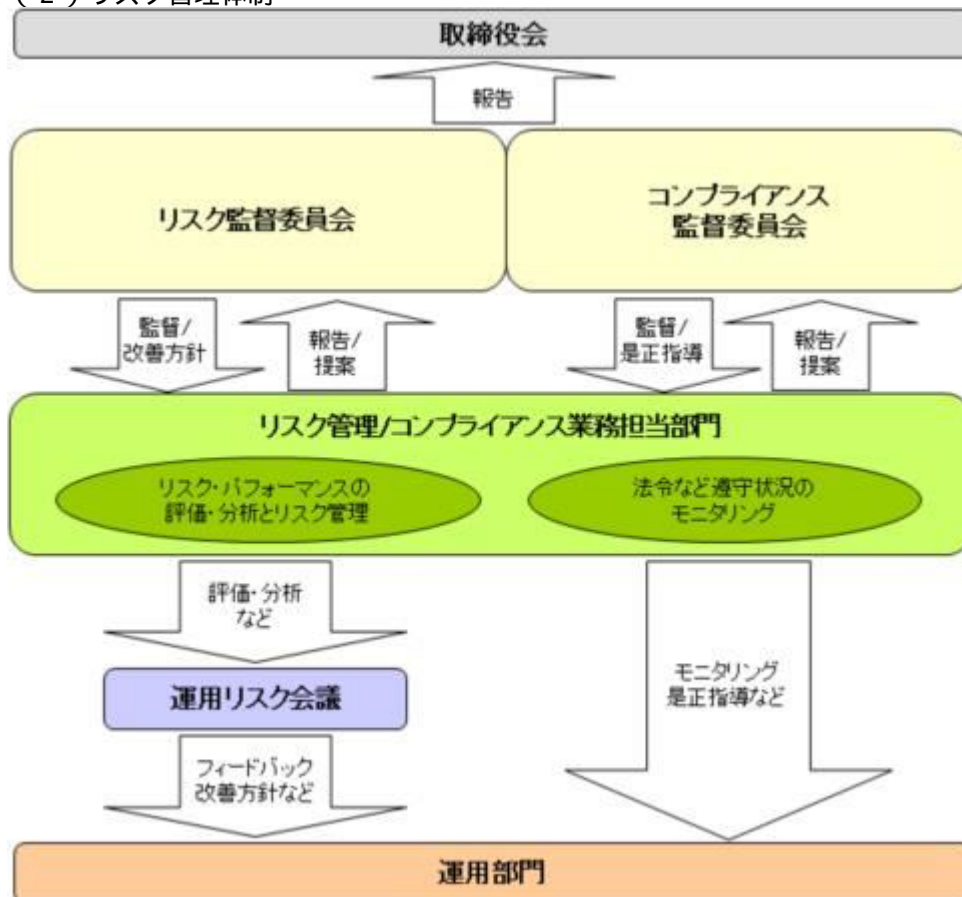 (2)リスク管理体制
取締役会
報告
リスク監督委員会
コンプライアンス
監督委員会
監督/
改善方針
報告/
提案
監督/
是正指導
報告/
提案
リスク管理/コンプライアンス業務担当部門
リスク・パフォーマンスの
評価・分析とリスク管理
法令など遵守状況の
モニタリング
評価・分析
など
運用リスク会議
モニタリング
是正指導など
フィードバック
改善方針など
運用部門